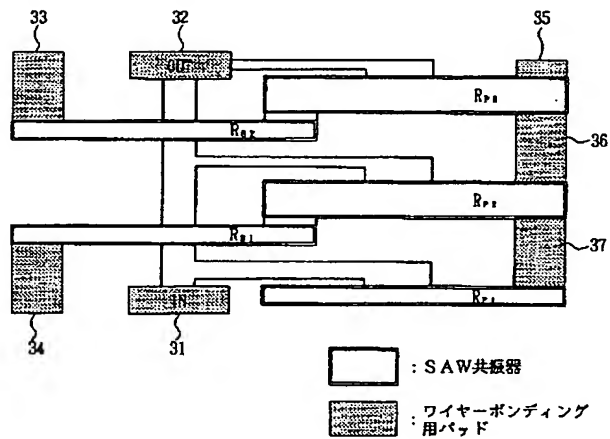 33
32
35
OUT
RP3
RS2
36
RP2
37
RS1
IN
RP1
34
31
:SAW共振器
:ワイヤーボンディング
用パッド